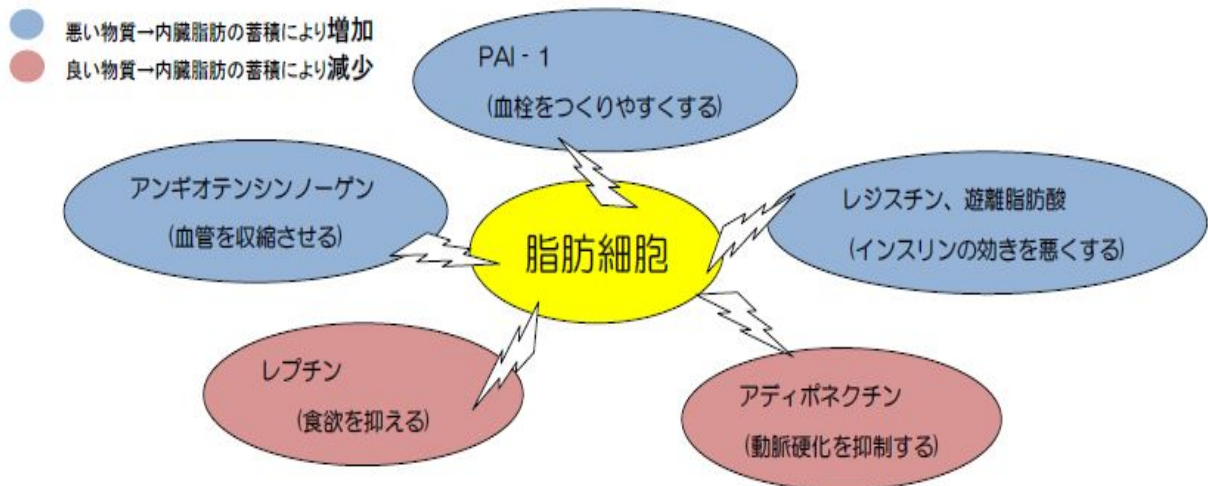 悪い物質→内臓脂肪の蓄積により増加
良い物質→内臓脂肪の蓄積により減少
PAI‐1
(血栓をつくりやすくする)
アンギオテンシンノーゲン
(血管を収縮させる)
レジスチン、遊離脂肪酸
(インスリンの効きを悪くする)
脂肪細胞
レプチン
(食欲を抑える)
アディポネクチン
(動脈硬化を抑制する)